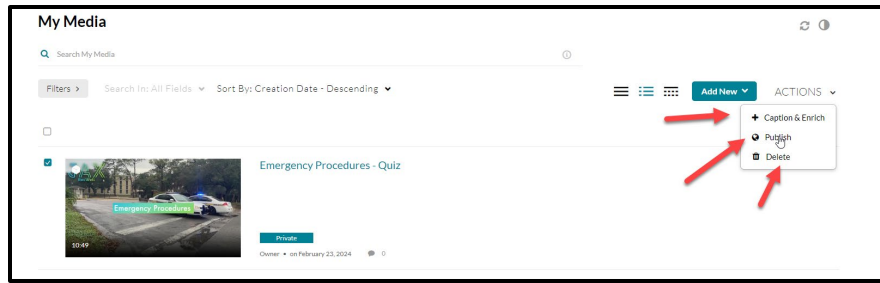 My Media
Search My Media
Filters >
Search In: All Fields
Sort By: Creation Date - Descending
Add New
ACTIONS
+ Caption & Enrich
Publish
Delete
Emergency Procedures - Quiz
JAX
Emergency Procedures
10:49
Private
Owner • on February 23, 2024
0